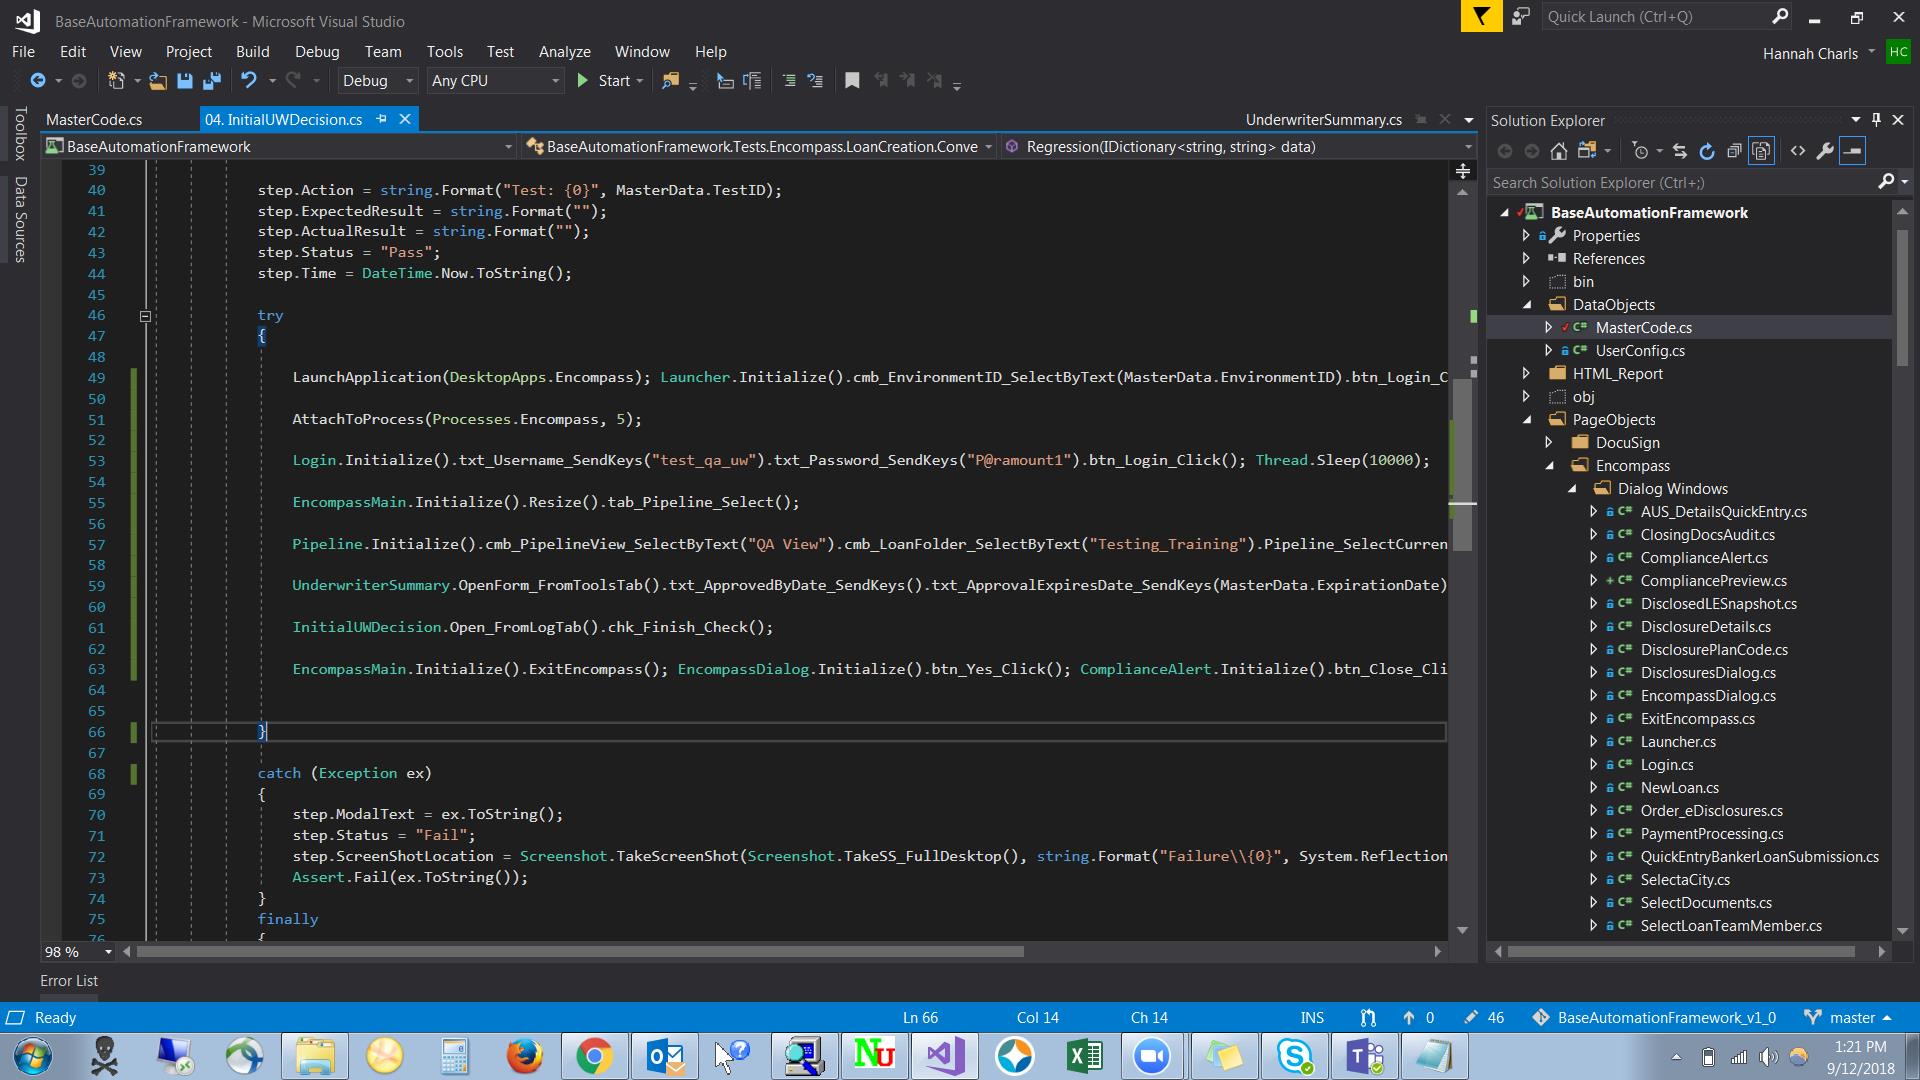 BaseAutomationFramework - Microsoft Visual Studio
Quick Launch (Ctrl+Q)
File Edit View Project Build Debug Team Tools Test Analyze Window Help
Hannah Charls HC
Debug Any CPU Start
Toolbox
Data Sources
MasterCode.cs 04. InitialUWDecision.cs UnderwriterSummary.cs
BaseAutomationFramework BaseAutomationFramework.Tests.Encompass.LoanCreation.Conve Regression(IDictionary<string, string> data)
39
40 step.Action = string.Format("Test: {0}", MasterData.TestID);
41 step.ExpectedResult = string.Format("");
42 step.ActualResult = string.Format("");
43 step.Status = "Pass";
44 step.Time = DateTime.Now.ToString();
45
46 try
47 {
48
49 LaunchApplication(DesktopApps.Encompass); Launcher.Initialize().cmb_EnvironmentID_SelectByText(MasterData.EnvironmentID).btn_Login_C
50
51 AttachToProcess(Processes.Encompass, 5);
52
53 Login.Initialize().txt_Username_SendKeys("test_qa_uw").txt_Password_SendKeys("P@ramount1").btn_Login_Click(); Thread.Sleep(10000);
54
55 EncompassMain.Initialize().Resize().tab_Pipeline_Select();
56
57 Pipeline.Initialize().cmb_PipelineView_SelectByText("QA View").cmb_LoanFolder_SelectByText("Testing_Training").Pipeline_SelectCurren
58
59 UnderwriterSummary.OpenForm_FromToolsTab().txt_ApprovedByDate_SendKeys().txt_ApprovalExpiresDate_SendKeys(MasterData.ExpirationDate)
60
61 InitialUWDecision.Open_FromLogTab().chk_Finish_Check();
62
63 EncompassMain.Initialize().ExitEncompass(); EncompassDialog.Initialize().btn_Yes_Click(); ComplianceAlert.Initialize().btn_Close_Cli
64
65
66 }
67
68 catch (Exception ex)
69 {
70 step.ModalText = ex.ToString();
71 step.Status = "Fail";
72 step.ScreenShotLocation = Screenshot.TakeScreenShot(Screenshot.TakeSS_FullDesktop(), string.Format("Failure\\{0}", System.Reflection
73 Assert.Fail(ex.ToString());
74 }
75 finally
76 {
98 %
Solution Explorer
Search Solution Explorer (Ctrl+;)
BaseAutomationFramework
Properties
References
bin
DataObjects
C# MasterCode.cs
C# UserConfig.cs
HTML_Report
obj
PageObjects
DocuSign
Encompass
Dialog Windows
C# AUS_DetailsQuickEntry.cs
C# ClosingDocsAudit.cs
C# ComplianceAlert.cs
C# CompliancePreview.cs
C# DisclosedLESnapshot.cs
C# DisclosureDetails.cs
C# DisclosurePlanCode.cs
C# DisclosuresDialog.cs
C# EncompassDialog.cs
C# ExitEncompass.cs
C# Launcher.cs
C# Login.cs
C# NewLoan.cs
C# Order_eDisclosures.cs
C# PaymentProcessing.cs
C# QuickEntryBankerLoanSubmission.cs
C# SelectaCity.cs
C# SelectDocuments.cs
C# SelectLoanTeamMember.cs
Error List
Ready Ln 66 Col 14 Ch 14 INS 0 46 BaseAutomationFramework_v1_0 master
Nu
1:21 PM
9/12/2018